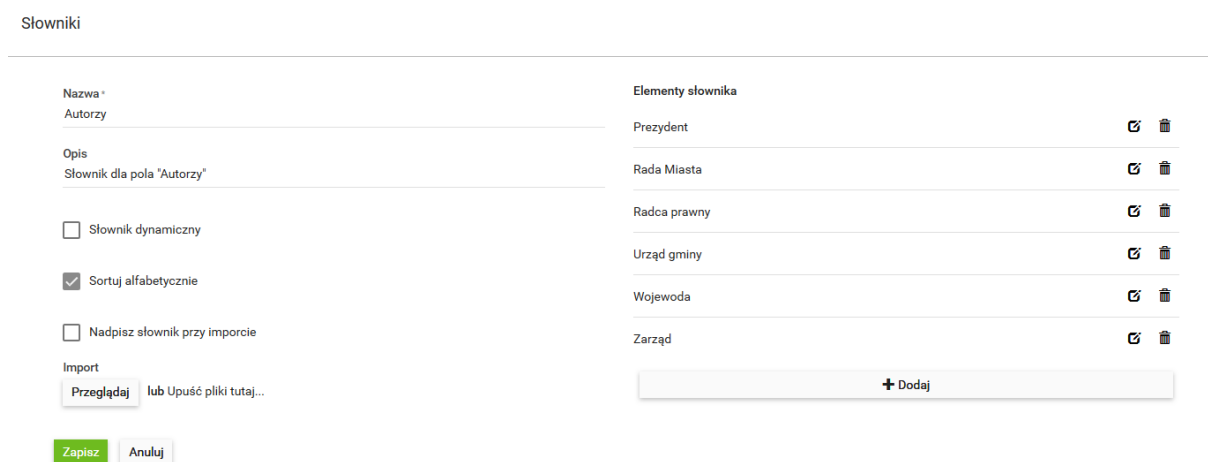 Słowniki
Nazwa *
Autorzy
Opis
Słownik dla pola "Autorzy"
Słownik dynamiczny
Sortuj alfabetycznie
Nadpisz słownik przy imporcie
Import
Przeglądaj lub Upuść pliki tutaj...
Zapisz Anuluj
Elementy słownika
Prezydent
Rada Miasta
Radca prawny
Urząd gminy
Wojewoda
Zarząd
+ Dodaj